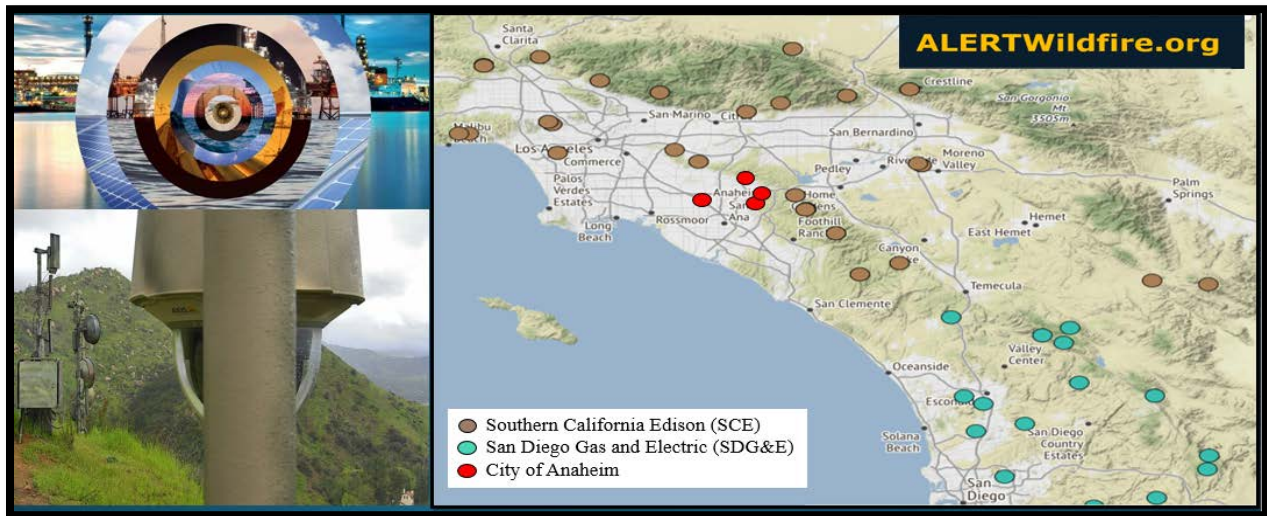 ALERTWildfire.org
Santa
Clarita
Crestline
San Gorgonio
Mt
3505m
San Marino
San Bernardino
Malibu
Beach
Los Angeles
Commerce
Pedley
Moreno
Valley
Palos
Verdes
Estates
Anaheim
Home
Palm
Springs
Rossmoor
Santa
Ana
Foothill
Ranch
Long
Beach
Hemet
East Hemet
Canyon
Lake
San Clemente
Temecula
Valley
Center
Oceanside
Escondido
Solana
Beach
San Diego
Country
Estates
San
Diego
Southern California Edison (SCE)
San Diego Gas and Electric (SDG&E)
City of Anaheim